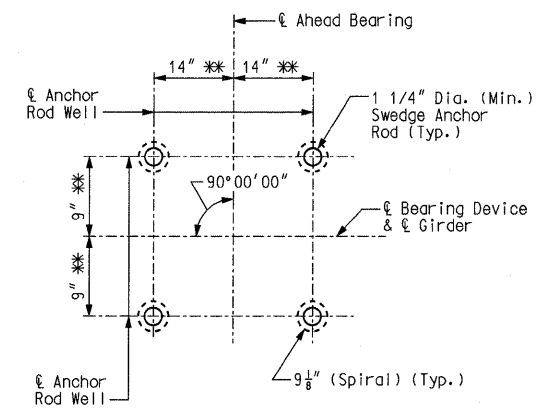 ℄ Ahead Bearing
14" ** 14" **
℄ Anchor
Rod Well
1 1/4" Dia. (Min.)
Swedge Anchor
Rod (Typ.)
90°00'00"
9" **
℄ Bearing Device
& ℄ Girder
9" **
℄ Anchor
Rod Well
9⅛" (Spiral) (Typ.)